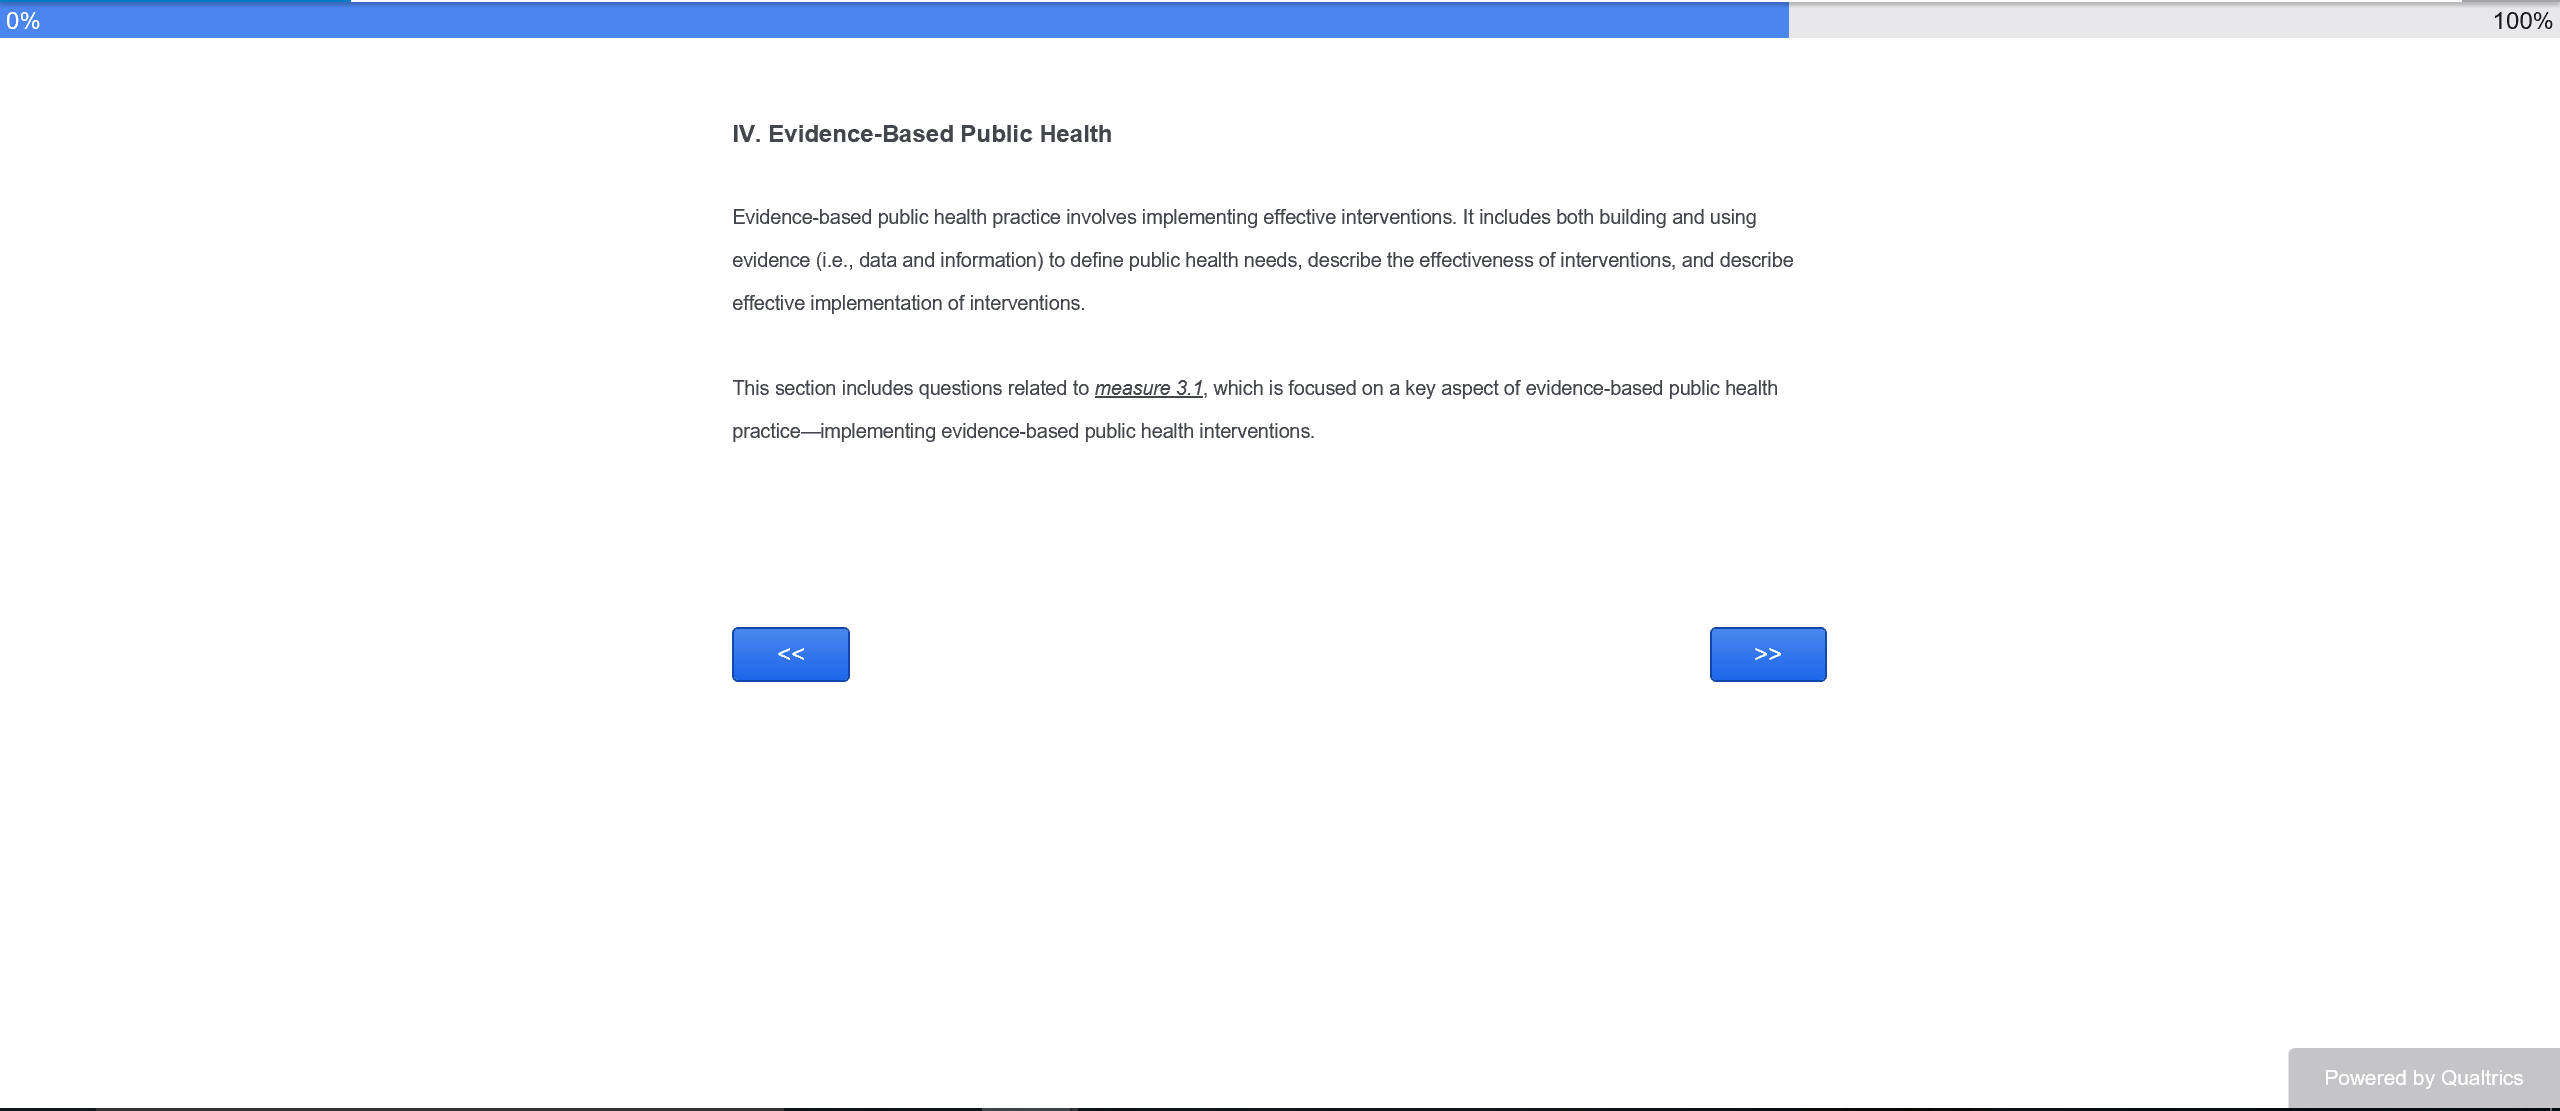 0%
100%
IV. Evidence-Based Public Health
Evidence-based public health practice involves implementing effective interventions. It includes both building and using
evidence (i.e., data and information) to define public health needs, describe the effectiveness of interventions, and describe
effective implementation of interventions.
This section includes questions related to measure 3.1, which is focused on a key aspect of evidence-based public health
practice—implementing evidence-based public health interventions.
<<
>>
Powered by Qualtrics